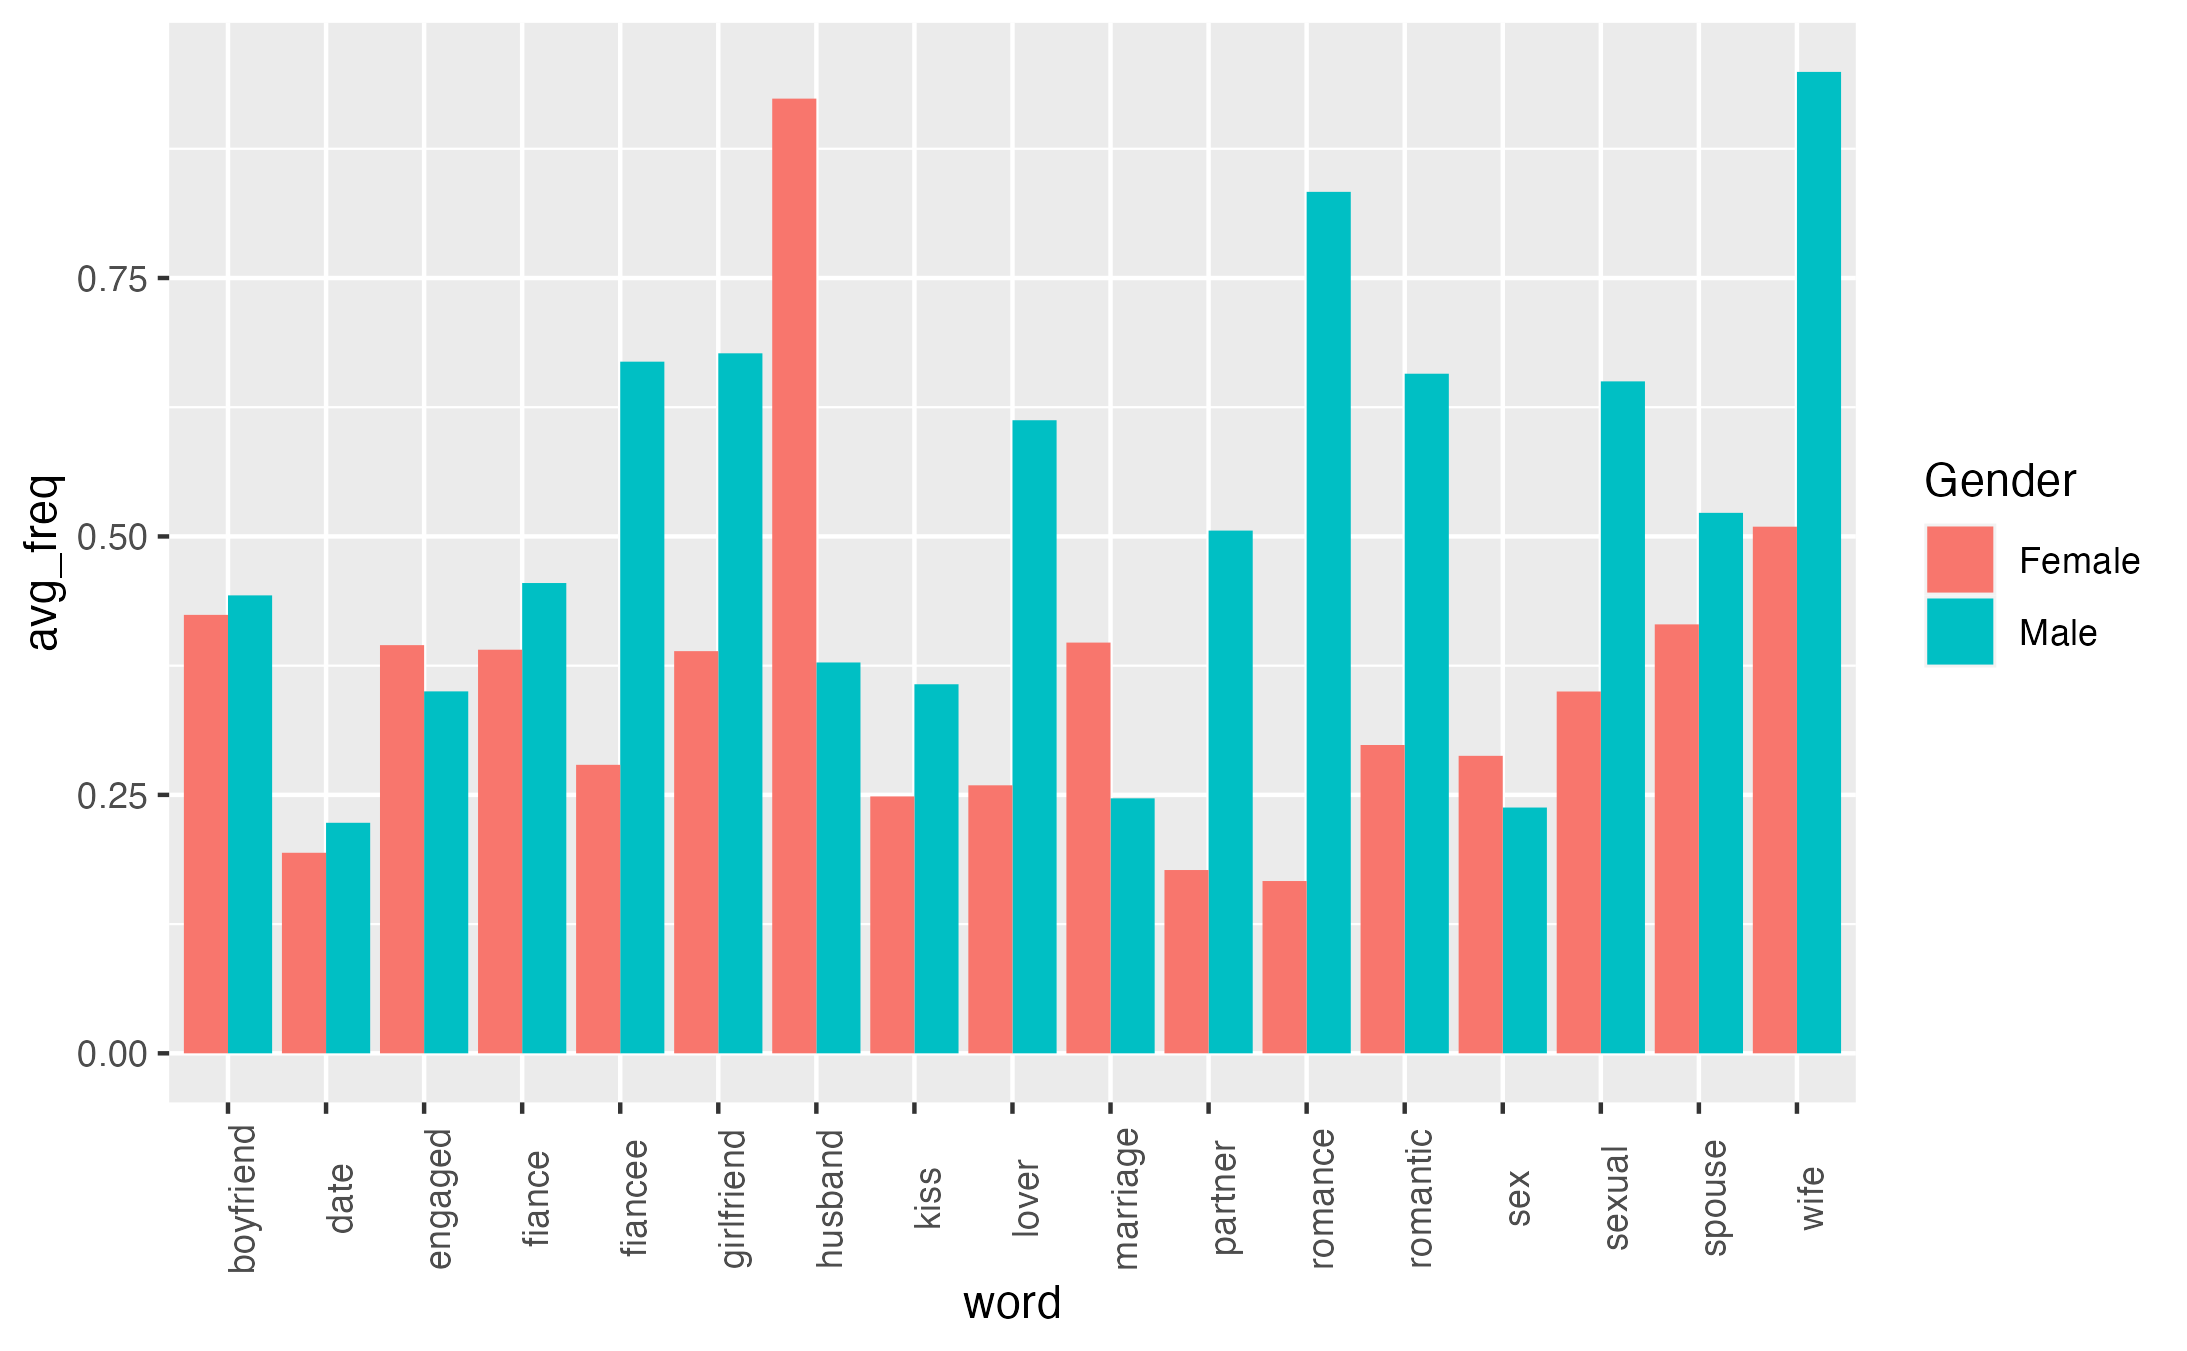 avg_freq
0.75
0.50
0.25
0.00
boyfriend
date
engaged
fiance
fiancee
girlfriend
husband
kiss
lover
marriage
partner
romance
romantic
sex
sexual
spouse
wife
word
Gender
Female
Male